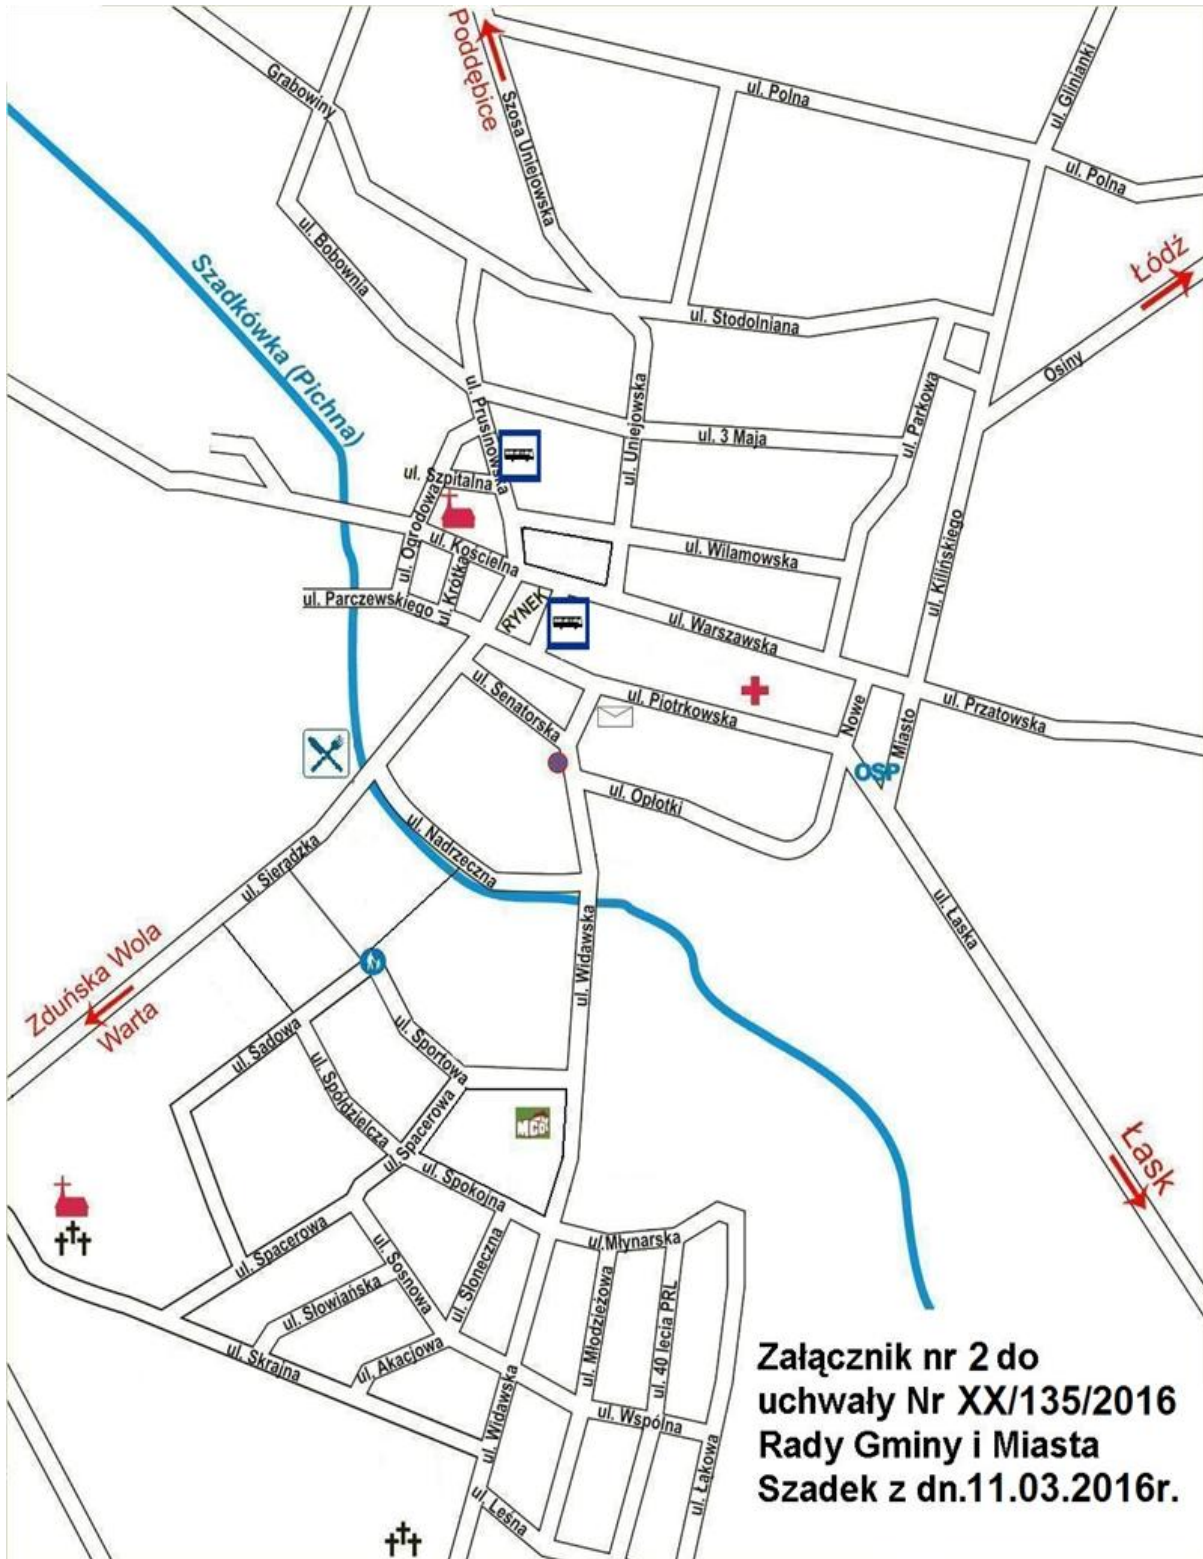 Poddębice
Grabowiny
Szosa Uniejowska
ul. Polna
ul. Glinianki
ul. Polna
ul. Bobownia
Szadkówka (Pichna)
Łódź
ul. Stodolniana
Osiny
ul. Prusinowska
ul. Uniejowska
ul. 3 Maja
ul. Parkowa
ul. Szpitalna
ul. Ogrodowa
ul. Kościelna
ul. Krótka
ul. Wilamowska
ul. Kilińskiego
ul. Parczewskiego
RYNEK
ul. Warszawska
ul. Senatorska
ul. Piotrkowska
Nowe
Miasto
ul. Przatowska
OSP
ul. Opłotki
ul. Nadrzeczna
ul. Sieradzka
ul. Widawska
ul. Łaska
Zduńska Wola
Warta
ul. Sadowa
ul. Sportowa
ul. Spółdzielcza
ul.Spacerowa
Łask
ul. Spokojna
ul. Spacerowa
ul. Sosnowa
ul. Słoneczna
ul.Młynarska
ul. Słowiańska
ul. Młodzieżowa
ul. 40 lecia PRL
ul. Skrajna
ul. Akacjowa
ul. Widawska
ul. Wspólna
ul. Łąkowa
ul. Leśna
Załącznik nr 2 do
uchwały Nr XX/135/2016
Rady Gminy i Miasta
Szadek z dn.11.03.2016r.